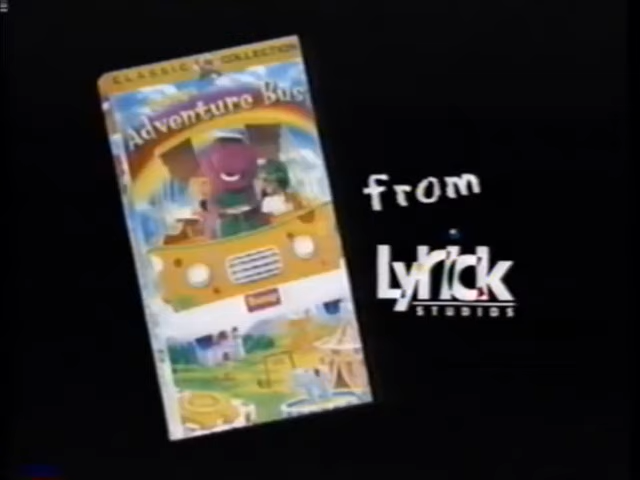 CLASSIC COLLECTION
Adventure Bus
from
Lyrick
STUDIOS